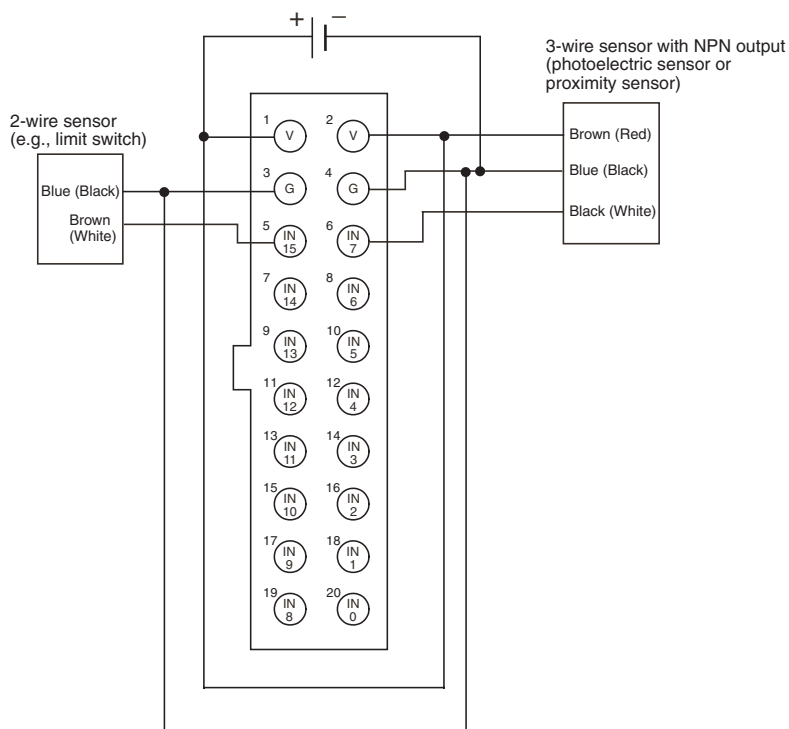 + −
3-wire sensor with NPN output
(photoelectric sensor or
proximity sensor)
2-wire sensor
(e.g., limit switch)
Blue (Black)
Brown
(White)
Brown (Red)
Blue (Black)
Black (White)
1 V 2 V
3 G 4 G
5 IN 15 6 IN 7
7 IN 14 8 IN 6
9 IN 13 10 IN 5
11 IN 12 12 IN 4
13 IN 11 14 IN 3
15 IN 10 16 IN 2
17 IN 9 18 IN 1
19 IN 8 20 IN 0